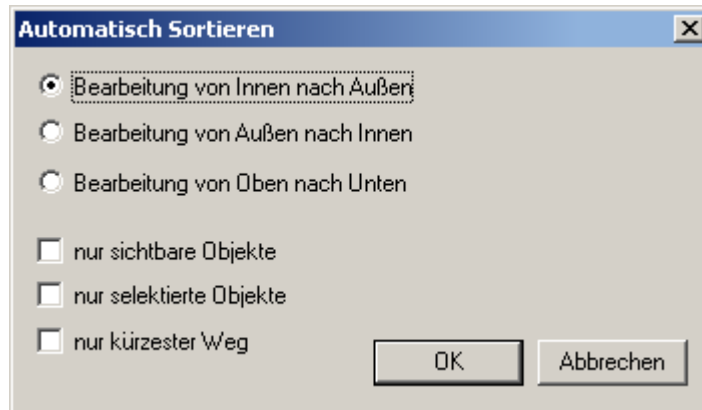 Automatisch Sortieren
Bearbeitung von Innen nach Außen
Bearbeitung von Außen nach Innen
Bearbeitung von Oben nach Unten
nur sichtbare Objekte
nur selektierte Objekte
nur kürzester Weg
OK Abbrechen